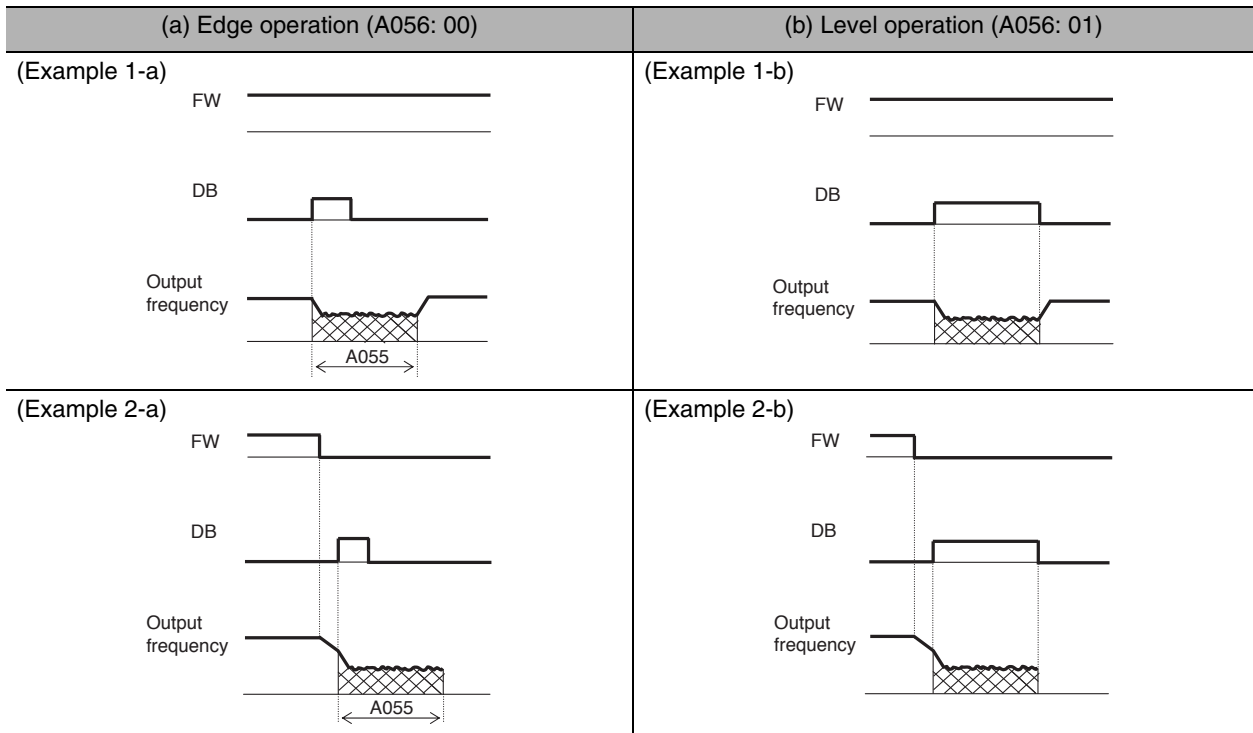 (a) Edge operation (A056: 00)
(b) Level operation (A056: 01)
(Example 1-a)
FW
DB
Output
frequency
A055
(Example 1-b)
FW
DB
Output
frequency
(Example 2-a)
FW
DB
Output
frequency
A055
(Example 2-b)
FW
DB
Output
frequency